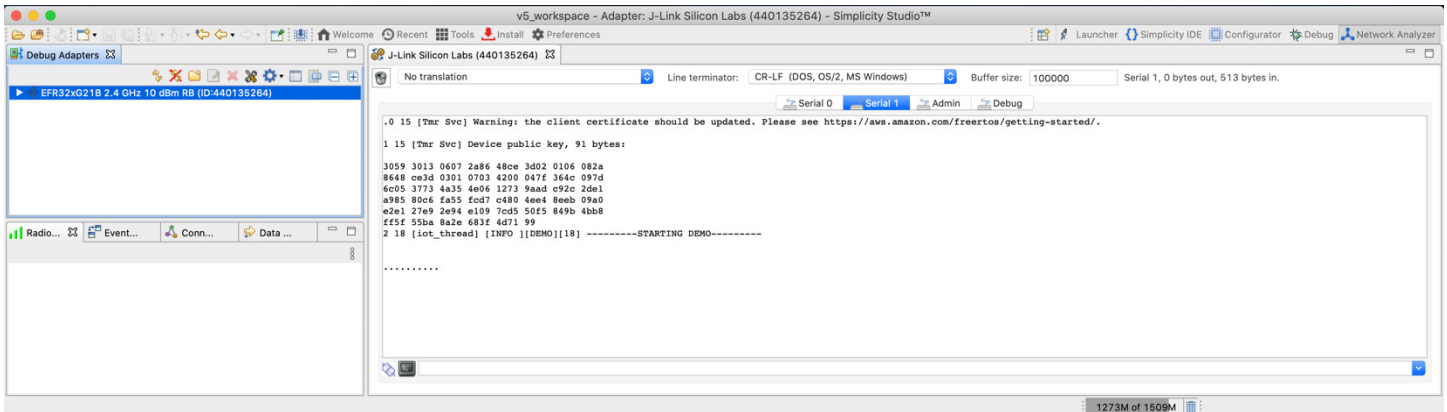 v5_workspace - Adapter: J-Link Silicon Labs (440135264) - Simplicity Studio™
Welcome Recent Tools Install Preferences
Launcher Simplicity IDE Configurator Debug Network Analyzer
Debug Adapters
EFR32xG21B 2.4 GHz 10 dBm RB (ID:440135264)
Radio... Event... Conn... Data ...
J-Link Silicon Labs (440135264)
No translation Line terminator: CR-LF (DOS, OS/2, MS Windows) Buffer size: 100000 Serial 1, 0 bytes out, 513 bytes in.
Serial 0 Serial 1 Admin Debug
.0 15 [Tmr Svc] Warning: the client certificate should be updated. Please see https://aws.amazon.com/freertos/getting-started/.
1 15 [Tmr Svc] Device public key, 91 bytes:
3059 3013 0607 2a86 48ce 3d02 0106 082a
8648 ce3d 0301 0703 4200 047f 364c 097d
6c05 3773 4a35 4e06 1273 9aad c92c 2de1
a985 80c6 fa55 fcd7 c480 4ee4 8eeb 09a0
e2e1 27e9 2e94 e109 7cd5 50f5 849b 4bb8
ff5f 55ba 8a2e 683f 4d71 99
2 18 [iot_thread] [INFO ][DEMO][18] ---------STARTING DEMO---------
..........
1273M of 1509M